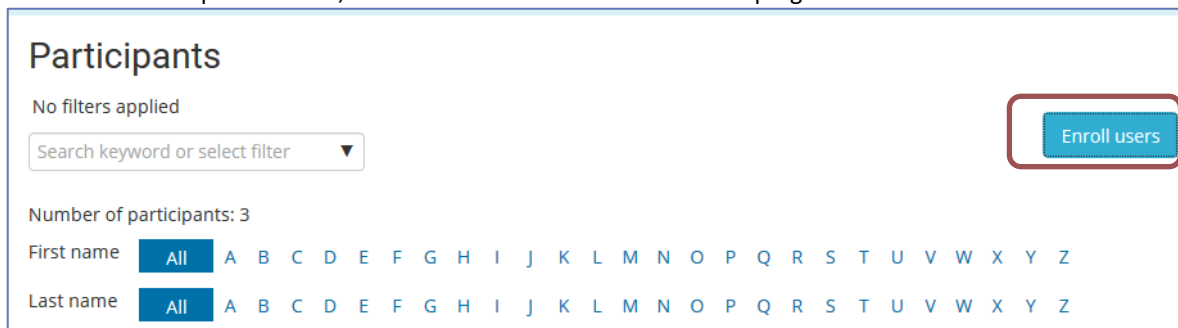 Participants
No filters applied
Enroll users
Search keyword or select filter ▼
Number of participants: 3
First name All A B C D E F G H I J K L M N O P Q R S T U V W X Y Z
Last name All A B C D E F G H I J K L M N O P Q R S T U V W X Y Z